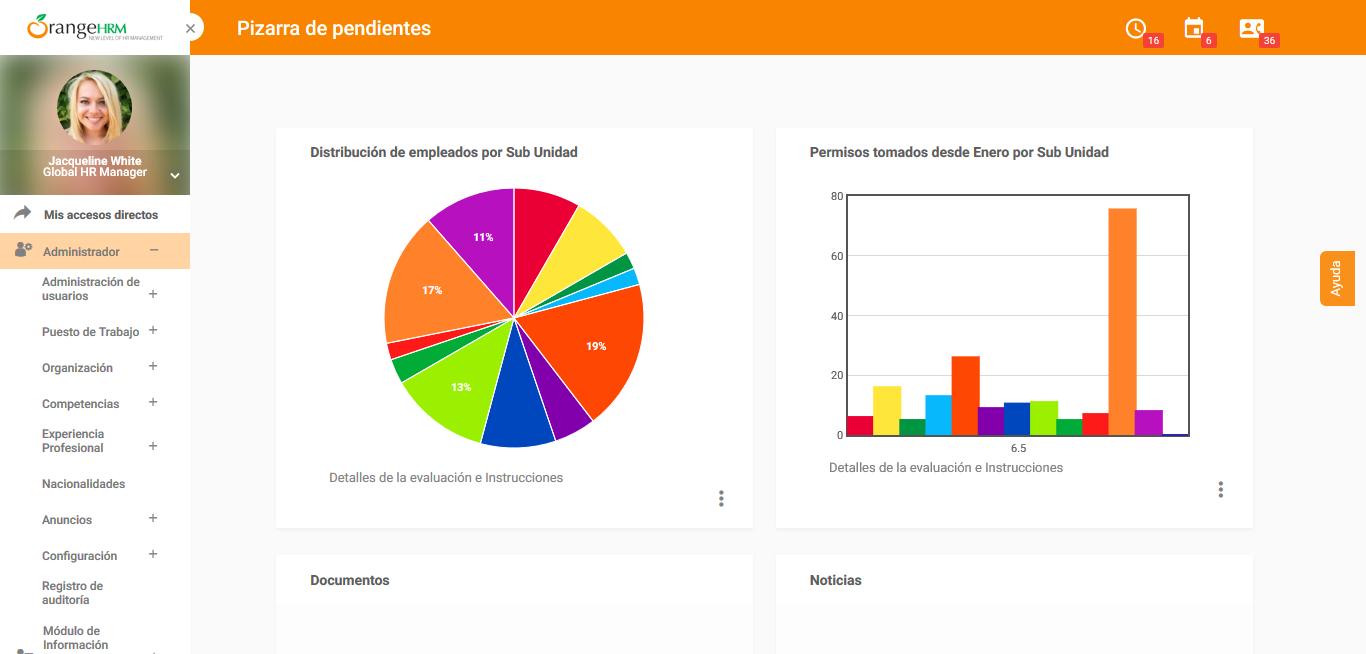 OrangeHRM
NEW LEVEL OF HR MANAGEMENT
Pizarra de pendientes
16
6
36
Jacqueline White
Global HR Manager
Mis accesos directos
Administrador
Administración de
usuarios
Puesto de Trabajo
Organización
Competencias
Experiencia
Profesional
Nacionalidades
Anuncios
Configuración
Registro de
auditoría
Módulo de
Información
Distribución de empleados por Sub Unidad
11%
17%
19%
13%
Detalles de la evaluación e Instrucciones
Permisos tomados desde Enero por Sub Unidad
80
60
40
20
0
6.5
Detalles de la evaluación e Instrucciones
Ayuda
Documentos
Noticias